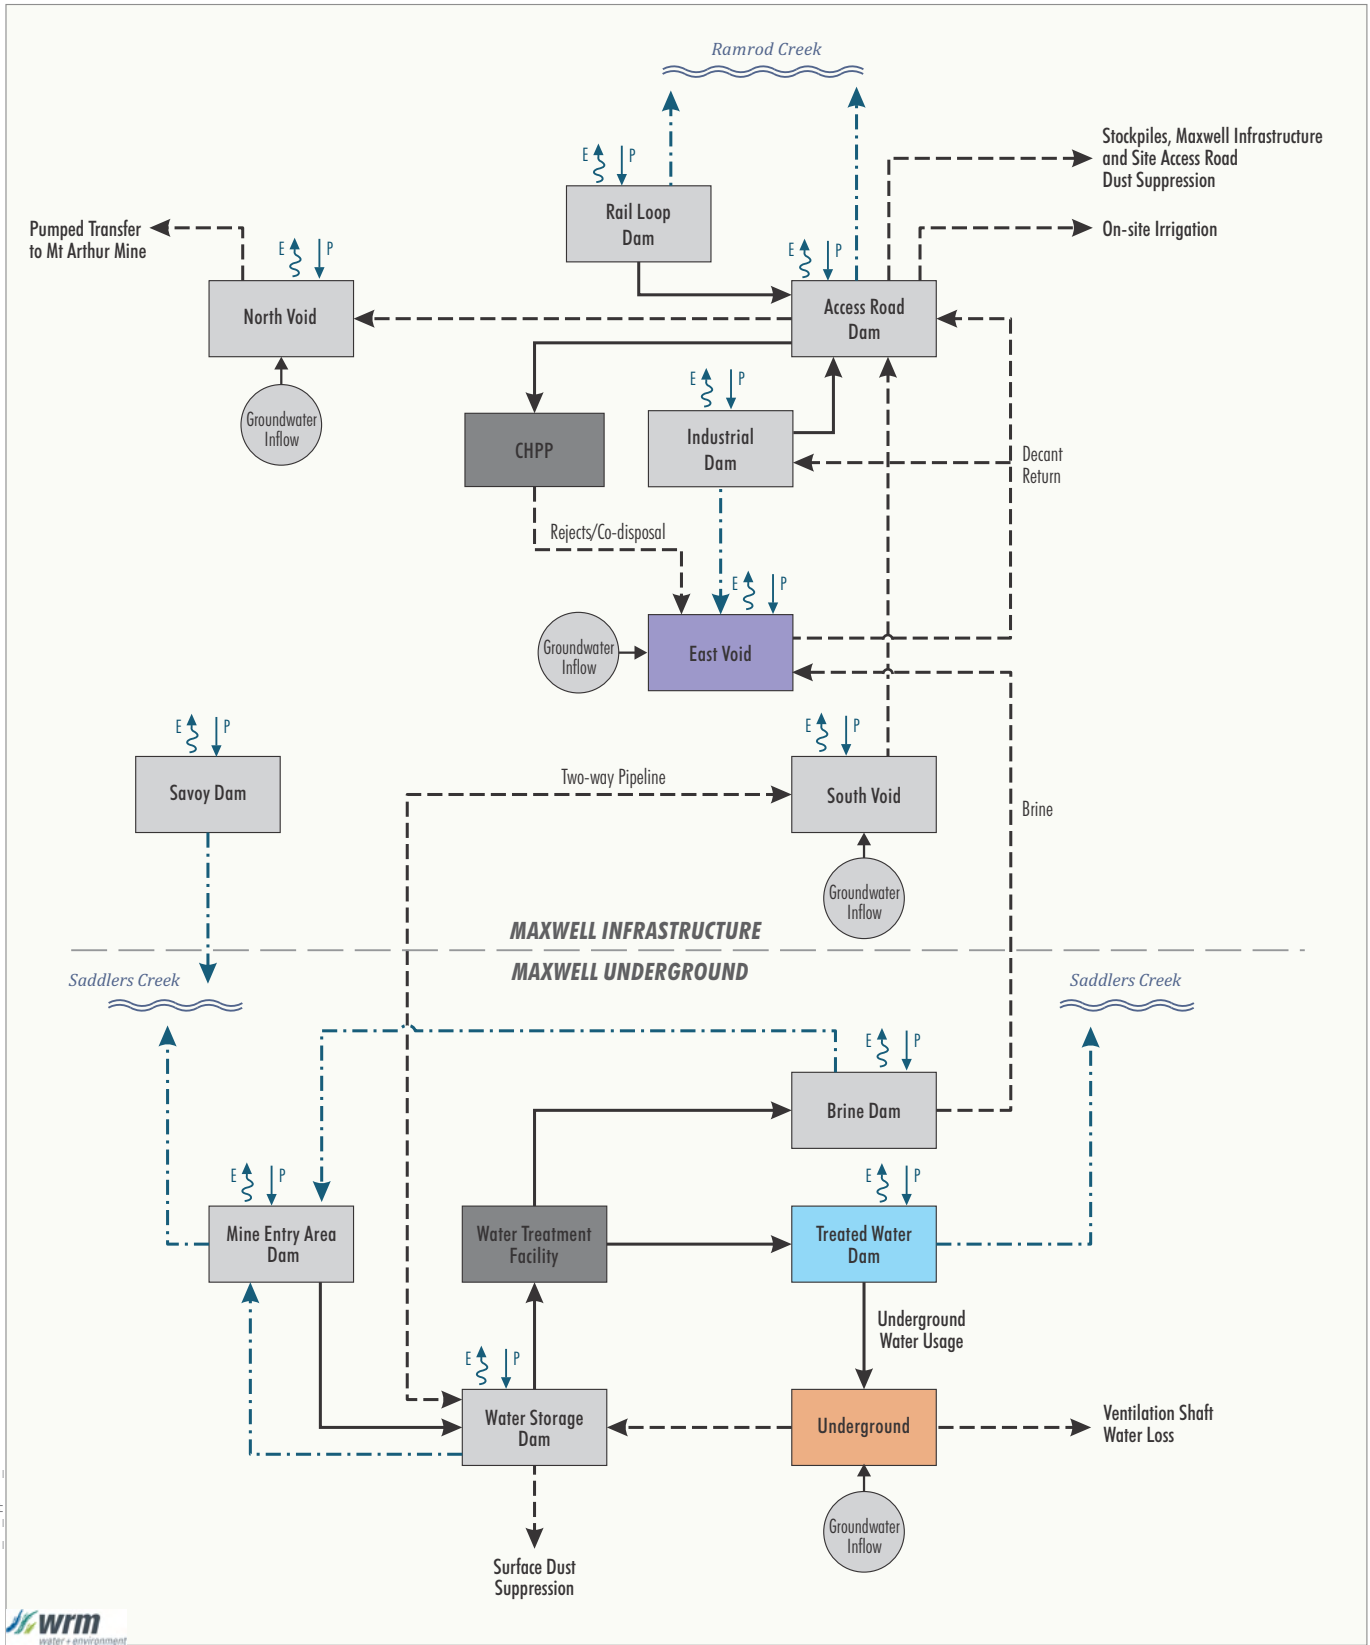 Ramrod Creek
Stockpiles, Maxwell Infrastructure
and Site Access Road
Dust Suppression
E
P
Rail Loop
Dam
Pumped Transfer
to Mt Arthur Mine
On-site Irrigation
E
P
E
P
North Void
Access Road
Dam
E
P
Groundwater
Inflow
CHPP
Industrial
Dam
Decant
Return
Rejects/Co-disposal
E
P
Groundwater
Inflow
East Void
E
P
E
P
Two-way Pipeline
Savoy Dam
South Void
Brine
Groundwater
Inflow
MAXWELL INFRASTRUCTURE
MAXWELL UNDERGROUND
Saddlers Creek
Saddlers Creek
E
P
Brine Dam
E
P
E
P
Mine Entry Area
Dam
Water Treatment
Facility
Treated Water
Dam
Underground
Water Usage
E
P
Water Storage
Dam
Underground
Ventilation Shaft
Water Loss
Groundwater
Inflow
Surface Dust
Suppression
wrm
water + environment